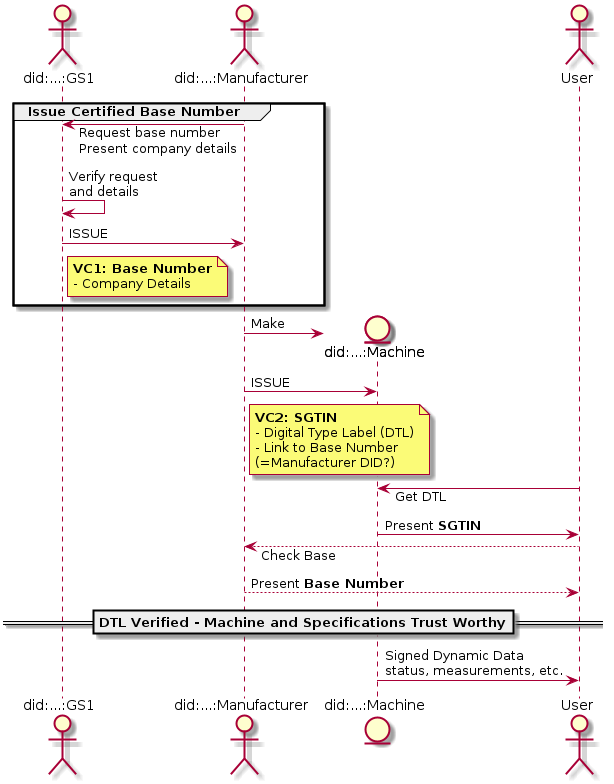 did:...:GS1
did:...:Manufacturer
User
Issue Certified Base Number
Request base number
Present company details
Verify request
and details
ISSUE
VC1: Base Number
- Company Details
Make
did:...:Machine
ISSUE
VC2: SGTIN
- Digital Type Label (DTL)
- Link to Base Number
(=Manufacturer DID?)
Get DTL
Present SGTIN
Check Base
Present Base Number
DTL Verified - Machine and Specifications Trust Worthy
Signed Dynamic Data
status, measurements, etc.
did:...:GS1
did:...:Manufacturer
did:...:Machine
User